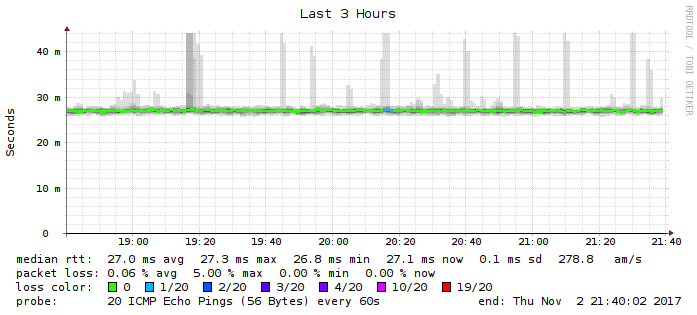 Last 3 Hours
RRDTOOL / TOBI OETIKER
Seconds
40 m
30 m
20 m
10 m
0
19:00 19:20 19:40 20:00 20:20 20:40 21:00 21:20 21:40
median rtt: 27.0 ms avg 27.3 ms max 26.8 ms min 27.1 ms now 0.1 ms sd 278.8 am/s
packet loss: 0.06 % avg 5.00 % max 0.00 % min 0.00 % now
loss color: 0 1/20 2/20 3/20 4/20 10/20 19/20
probe: 20 ICMP Echo Pings (56 Bytes) every 60s end: Thu Nov 2 21:40:02 2017